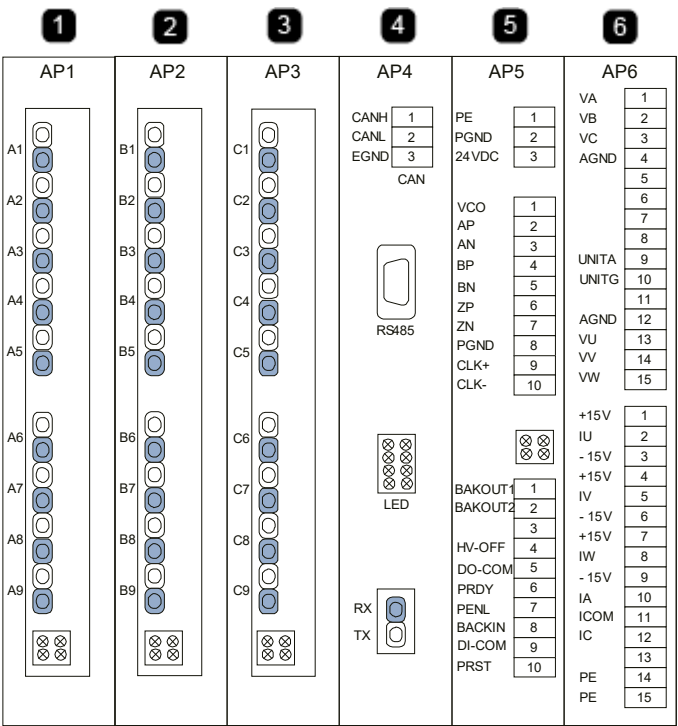 1 2 3 4 5 6
AP1
A1
A2
A3
A4
A5
A6
A7
A8
A9
AP2
B1
B2
B3
B4
B5
B6
B7
B8
B9
AP3
C1
C2
C3
C4
C5
C6
C7
C8
C9
AP4
CANH 1
CANL 2
EGND 3
CAN
RS485
LED
RX
TX
AP5
PE 1
PGND 2
24VDC 3
VCO 1
AP 2
AN 3
BP 4
BN 5
ZP 6
ZN 7
PGND 8
CLK+ 9
CLK- 10
BAKOUT1 1
BAKOUT2 2
3
HV-OFF 4
DO-COM 5
PRDY 6
PENL 7
BACKIN 8
DI-COM 9
PRST 10
AP6
VA 1
VB 2
VC 3
AGND 4
5
6
7
8
UNITA 9
UNITG 10
11
AGND 12
VU 13
VV 14
VW 15
+15V 1
IU 2
- 15V 3
+15V 4
IV 5
- 15V 6
+15V 7
IW 8
- 15V 9
IA 10
ICOM 11
IC 12
13
PE 14
PE 15